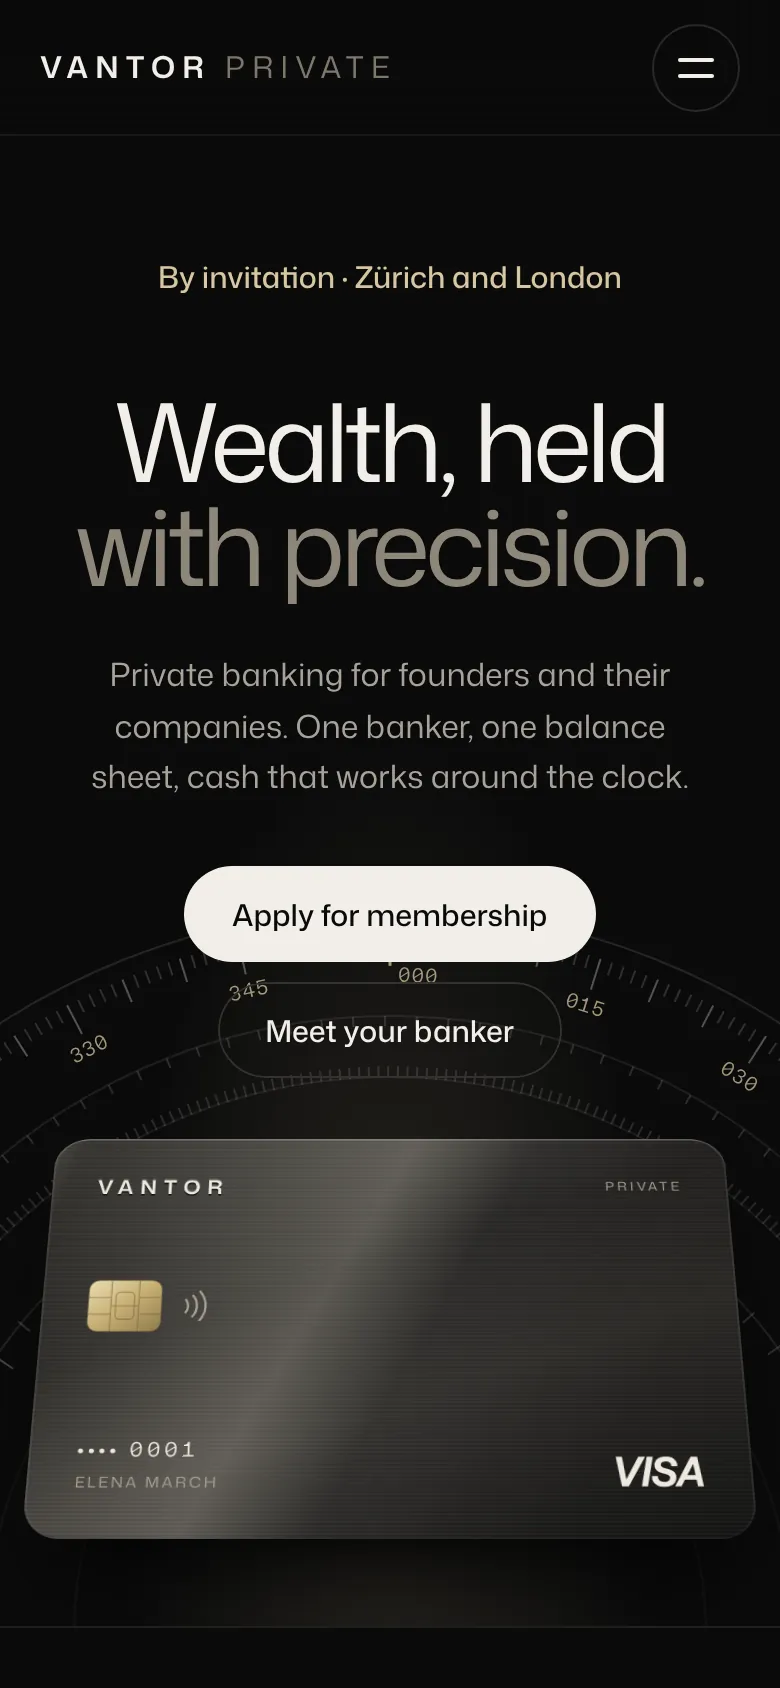 VANTOR PRIVATE
By invitation · Zürich and London
Wealth, held
with precision.
Private banking for founders and their
companies. One banker, one balance
sheet, cash that works around the clock.
Apply for membership
345 000 015
330 030
Meet your banker
VANTOR PRIVATE
•••• 0001
ELENA MARCH
VISA